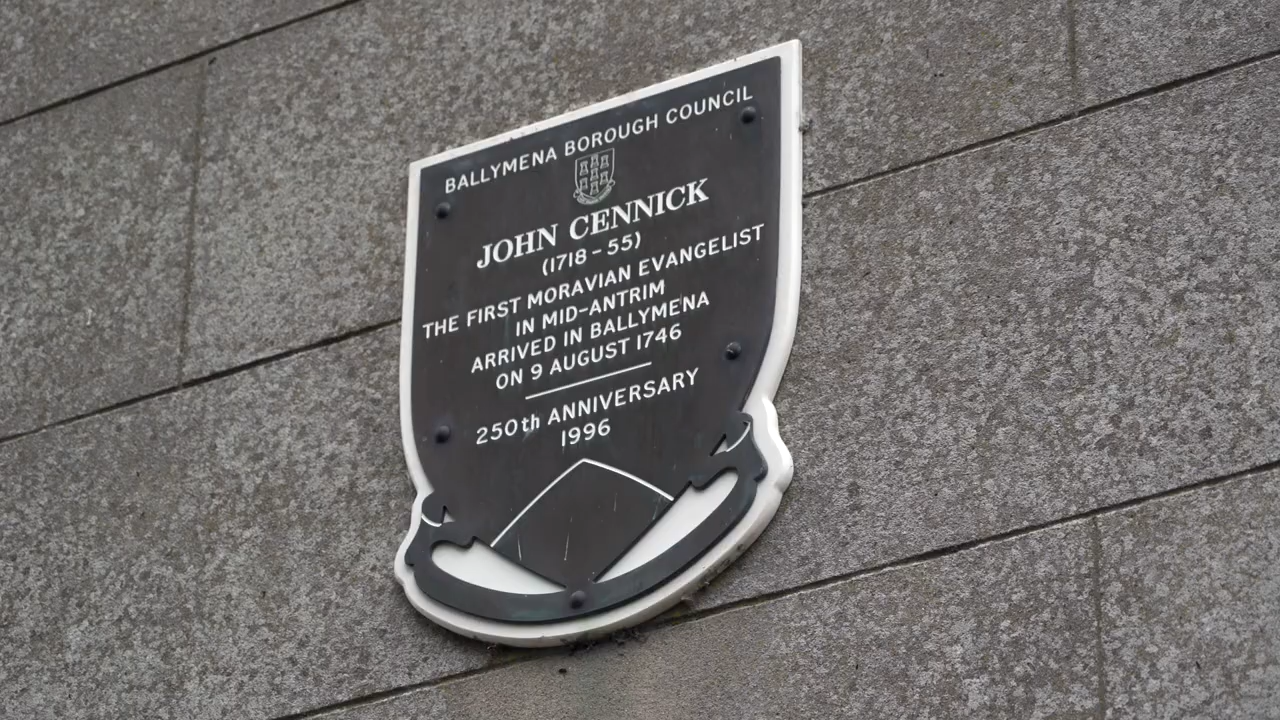 BALLYMENA BOROUGH COUNCIL
JOHN CENNICK
(1718 - 55)
THE FIRST MORAVIAN EVANGELIST
IN MID-ANTRIM
ARRIVED IN BALLYMENA
ON 9 AUGUST 1746
250th ANNIVERSARY
1996